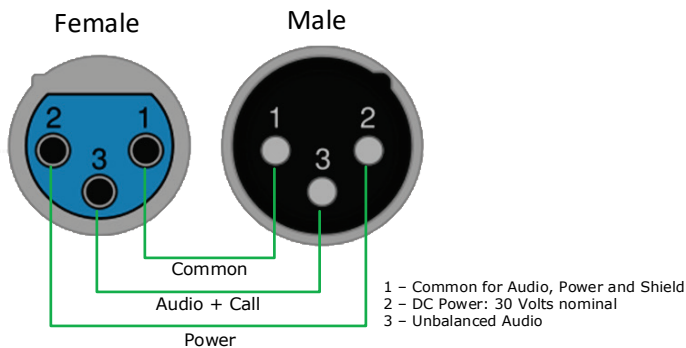 Female
Male
2
1
3
1
2
3
Common
Audio + Call
Power
1 – Common for Audio, Power and Shield
2 – DC Power: 30 Volts nominal
3 – Unbalanced Audio